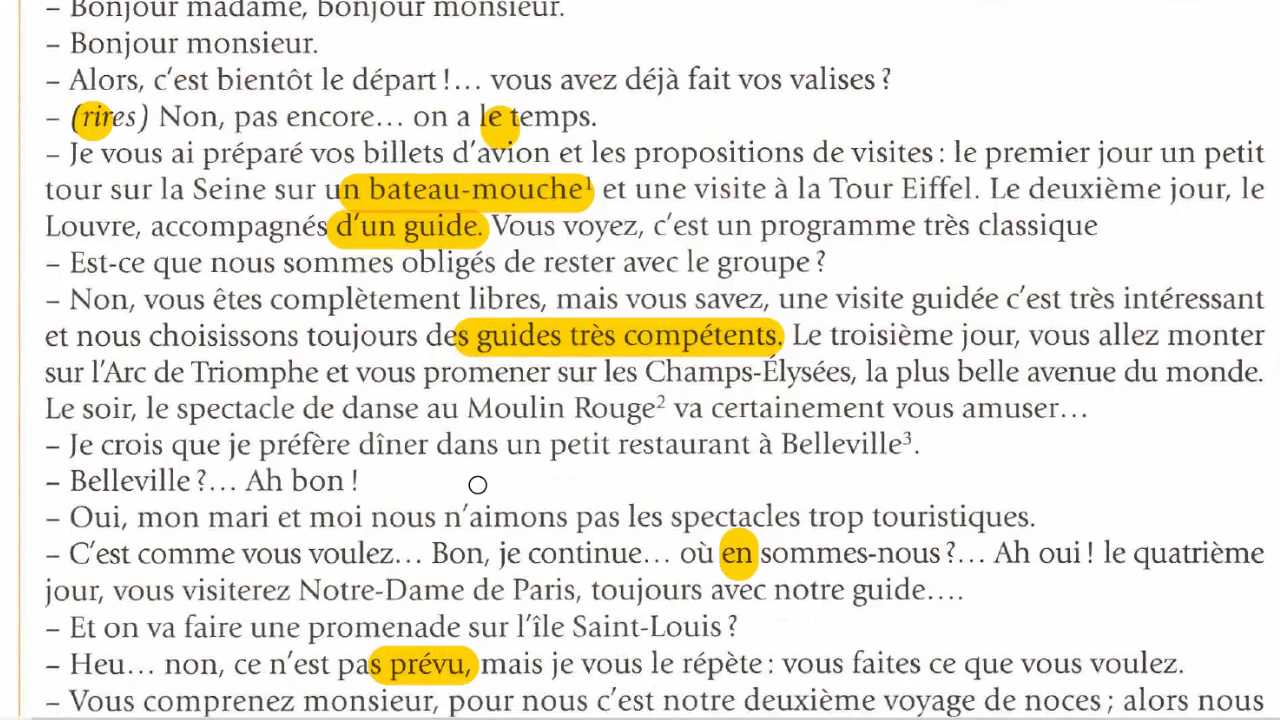 – Bonjour madame, bonjour monsieur.
– Bonjour monsieur.
– Alors, c’est bientôt le départ !… vous avez déjà fait vos valises ?
– (rires) Non, pas encore… on a le temps.
– Je vous ai préparé vos billets d’avion et les propositions de visites : le premier jour un petit
tour sur la Seine sur un bateau-mouche¹ et une visite à la Tour Eiffel. Le deuxième jour, le
Louvre, accompagnés d’un guide. Vous voyez, c’est un programme très classique
– Est-ce que nous sommes obligés de rester avec le groupe ?
– Non, vous êtes complètement libres, mais vous savez, une visite guidée c’est très intéressant
et nous choisissons toujours des guides très compétents. Le troisième jour, vous allez monter
sur l’Arc de Triomphe et vous promener sur les Champs-Élysées, la plus belle avenue du monde.
Le soir, le spectacle de danse au Moulin Rouge² va certainement vous amuser…
– Je crois que je préfère dîner dans un petit restaurant à Belleville³.
– Belleville ?… Ah bon !
– Oui, mon mari et moi nous n’aimons pas les spectacles trop touristiques.
– C’est comme vous voulez… Bon, je continue… où en sommes-nous ?… Ah oui ! le quatrième
jour, vous visiterez Notre-Dame de Paris, toujours avec notre guide….
– Et on va faire une promenade sur l’île Saint-Louis ?
– Heu… non, ce n’est pas prévu, mais je vous le répète : vous faites ce que vous voulez.
– Vous comprenez monsieur, pour nous c’est notre deuxième voyage de noces ; alors nous